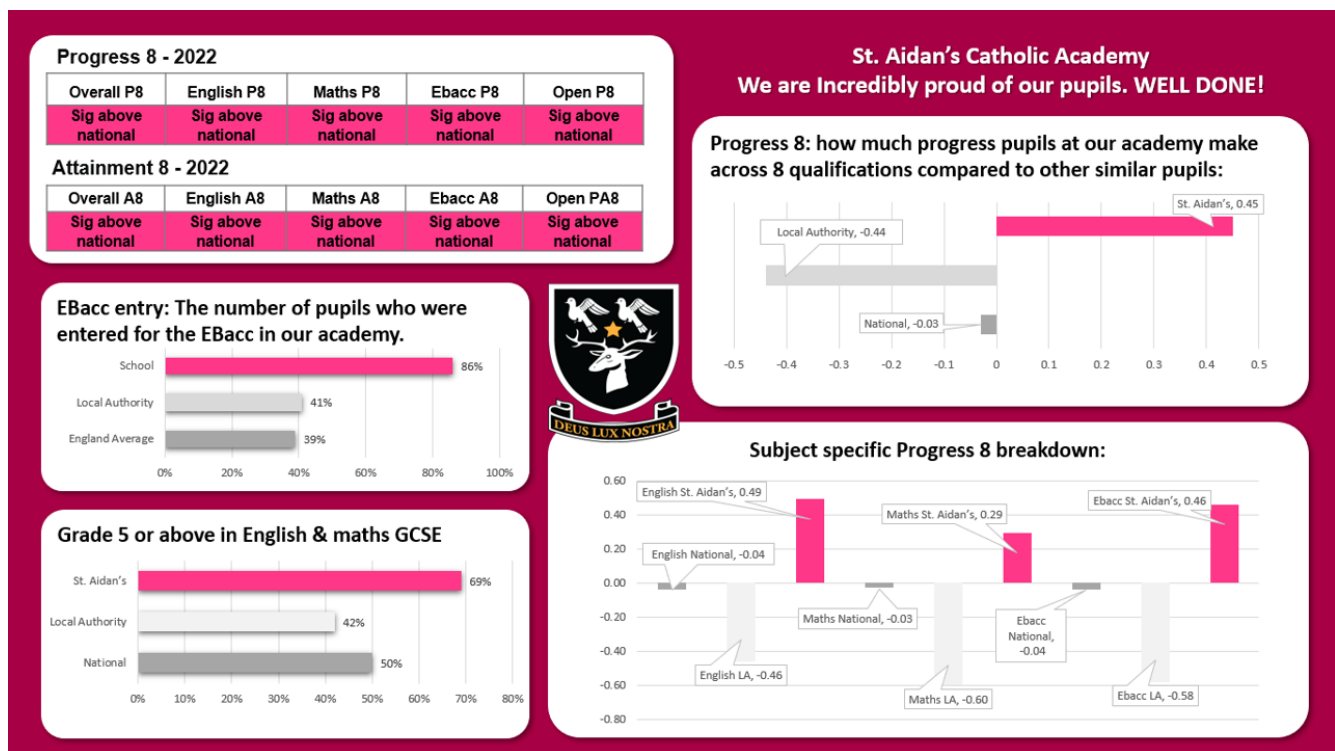 Progress 8 - 2022
Overall P8 English P8 Maths P8 Ebacc P8 Open P8
Sig above national Sig above national Sig above national Sig above national Sig above national
Attainment 8 - 2022
Overall A8 English A8 Maths A8 Ebacc A8 Open PA8
Sig above national Sig above national Sig above national Sig above national Sig above national
St. Aidan's Catholic Academy
We are Incredibly proud of our pupils. WELL DONE!
Progress 8: how much progress pupils at our academy make
across 8 qualifications compared to other similar pupils:
St. Aidan's, 0.45
Local Authority, -0.44
National, -0.03
-0.5 -0.4 -0.3 -0.2 -0.1 0 0.1 0.2 0.3 0.4 0.5
EBacc entry: The number of pupils who were
entered for the EBacc in our academy.
School 86%
Local Authority 41%
England Average 39%
0% 20% 40% 60% 80% 100%
DEUS LUX NOSTRA
Grade 5 or above in English & maths GCSE
St. Aidan's 69%
Local Authority 42%
National 50%
0% 10% 20% 30% 40% 50% 60% 70% 80%
Subject specific Progress 8 breakdown:
0.60
0.40
0.20
0.00
-0.20
-0.40
-0.60
-0.80
English National, -0.04
English LA, -0.46
English St. Aidan's, 0.49
Maths National, -0.03
Maths LA, -0.60
Maths St. Aidan's, 0.29
Ebacc
National,
-0.04
Ebacc LA, -0.58
Ebacc St. Aidan's, 0.46